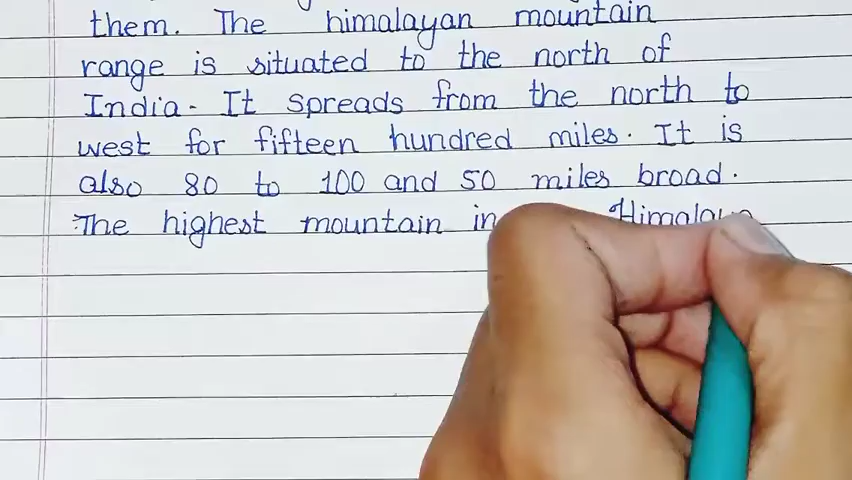 them. The himalayan mountain
range is situated to the north of
India- It spreads from the north to
west for fifteen hundred miles. It is
also 80 to 100 and 50 miles broad.
The highest mountain in Himalaya